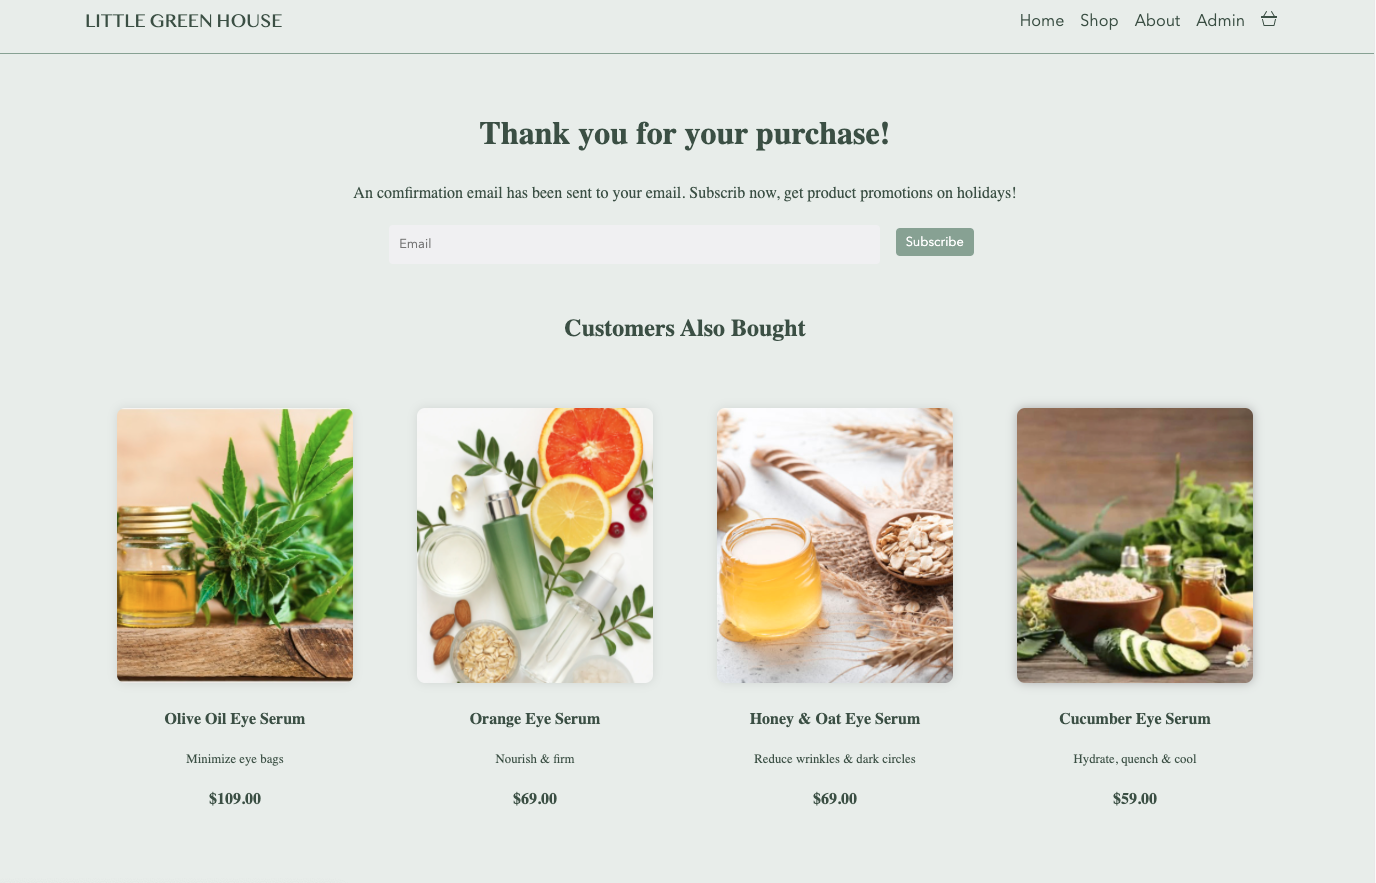 LITTLE GREEN HOUSE
Home Shop About Admin
Thank you for your purchase!
An comfirmation email has been sent to your email. Subscrib now, get product promotions on holidays!
Email
Subscribe
Customers Also Bought
Olive Oil Eye Serum
Minimize eye bags
$109.00
Orange Eye Serum
Nourish & firm
$69.00
Honey & Oat Eye Serum
Reduce wrinkles & dark circles
$69.00
Cucumber Eye Serum
Hydrate, quench & cool
$59.00